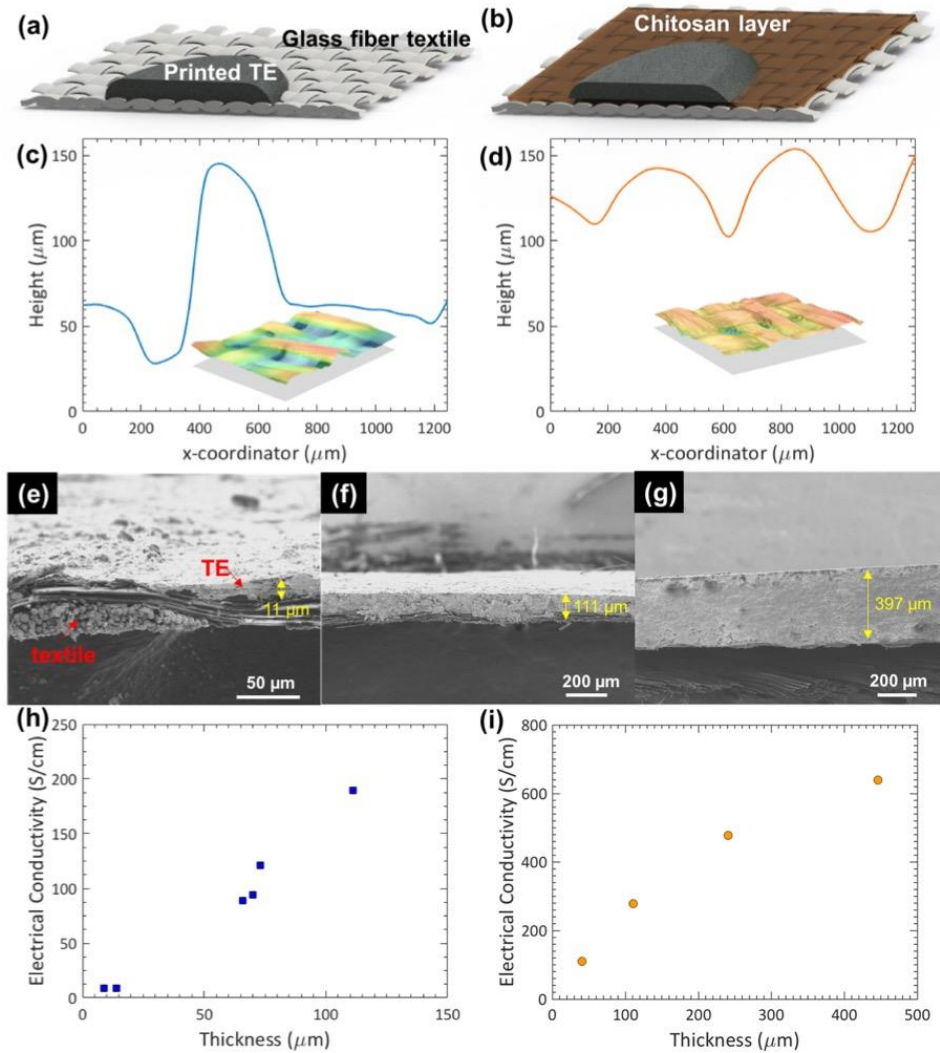 (a)
Glass fiber textile
Printed TE
(b)
Chitosan layer
(c)
150
100
50
0
Height (μm)
0 200 400 600 800 1000 1200
x-coordinator (μm)
(d)
150
100
50
0
Height (μm)
0 200 400 600 800 1000 1200
x-coordinator (μm)
(e)
TE
11 μm
textile
50 μm
(f)
111 μm
200 μm
(g)
397 μm
200 μm
(h)
250
200
150
100
50
0
Electrical Conductivity (S/cm)
0 50 100 150
Thickness (μm)
(i)
800
600
400
200
0
Electrical Conductivity (S/cm)
0 100 200 300 400 500
Thickness (μm)